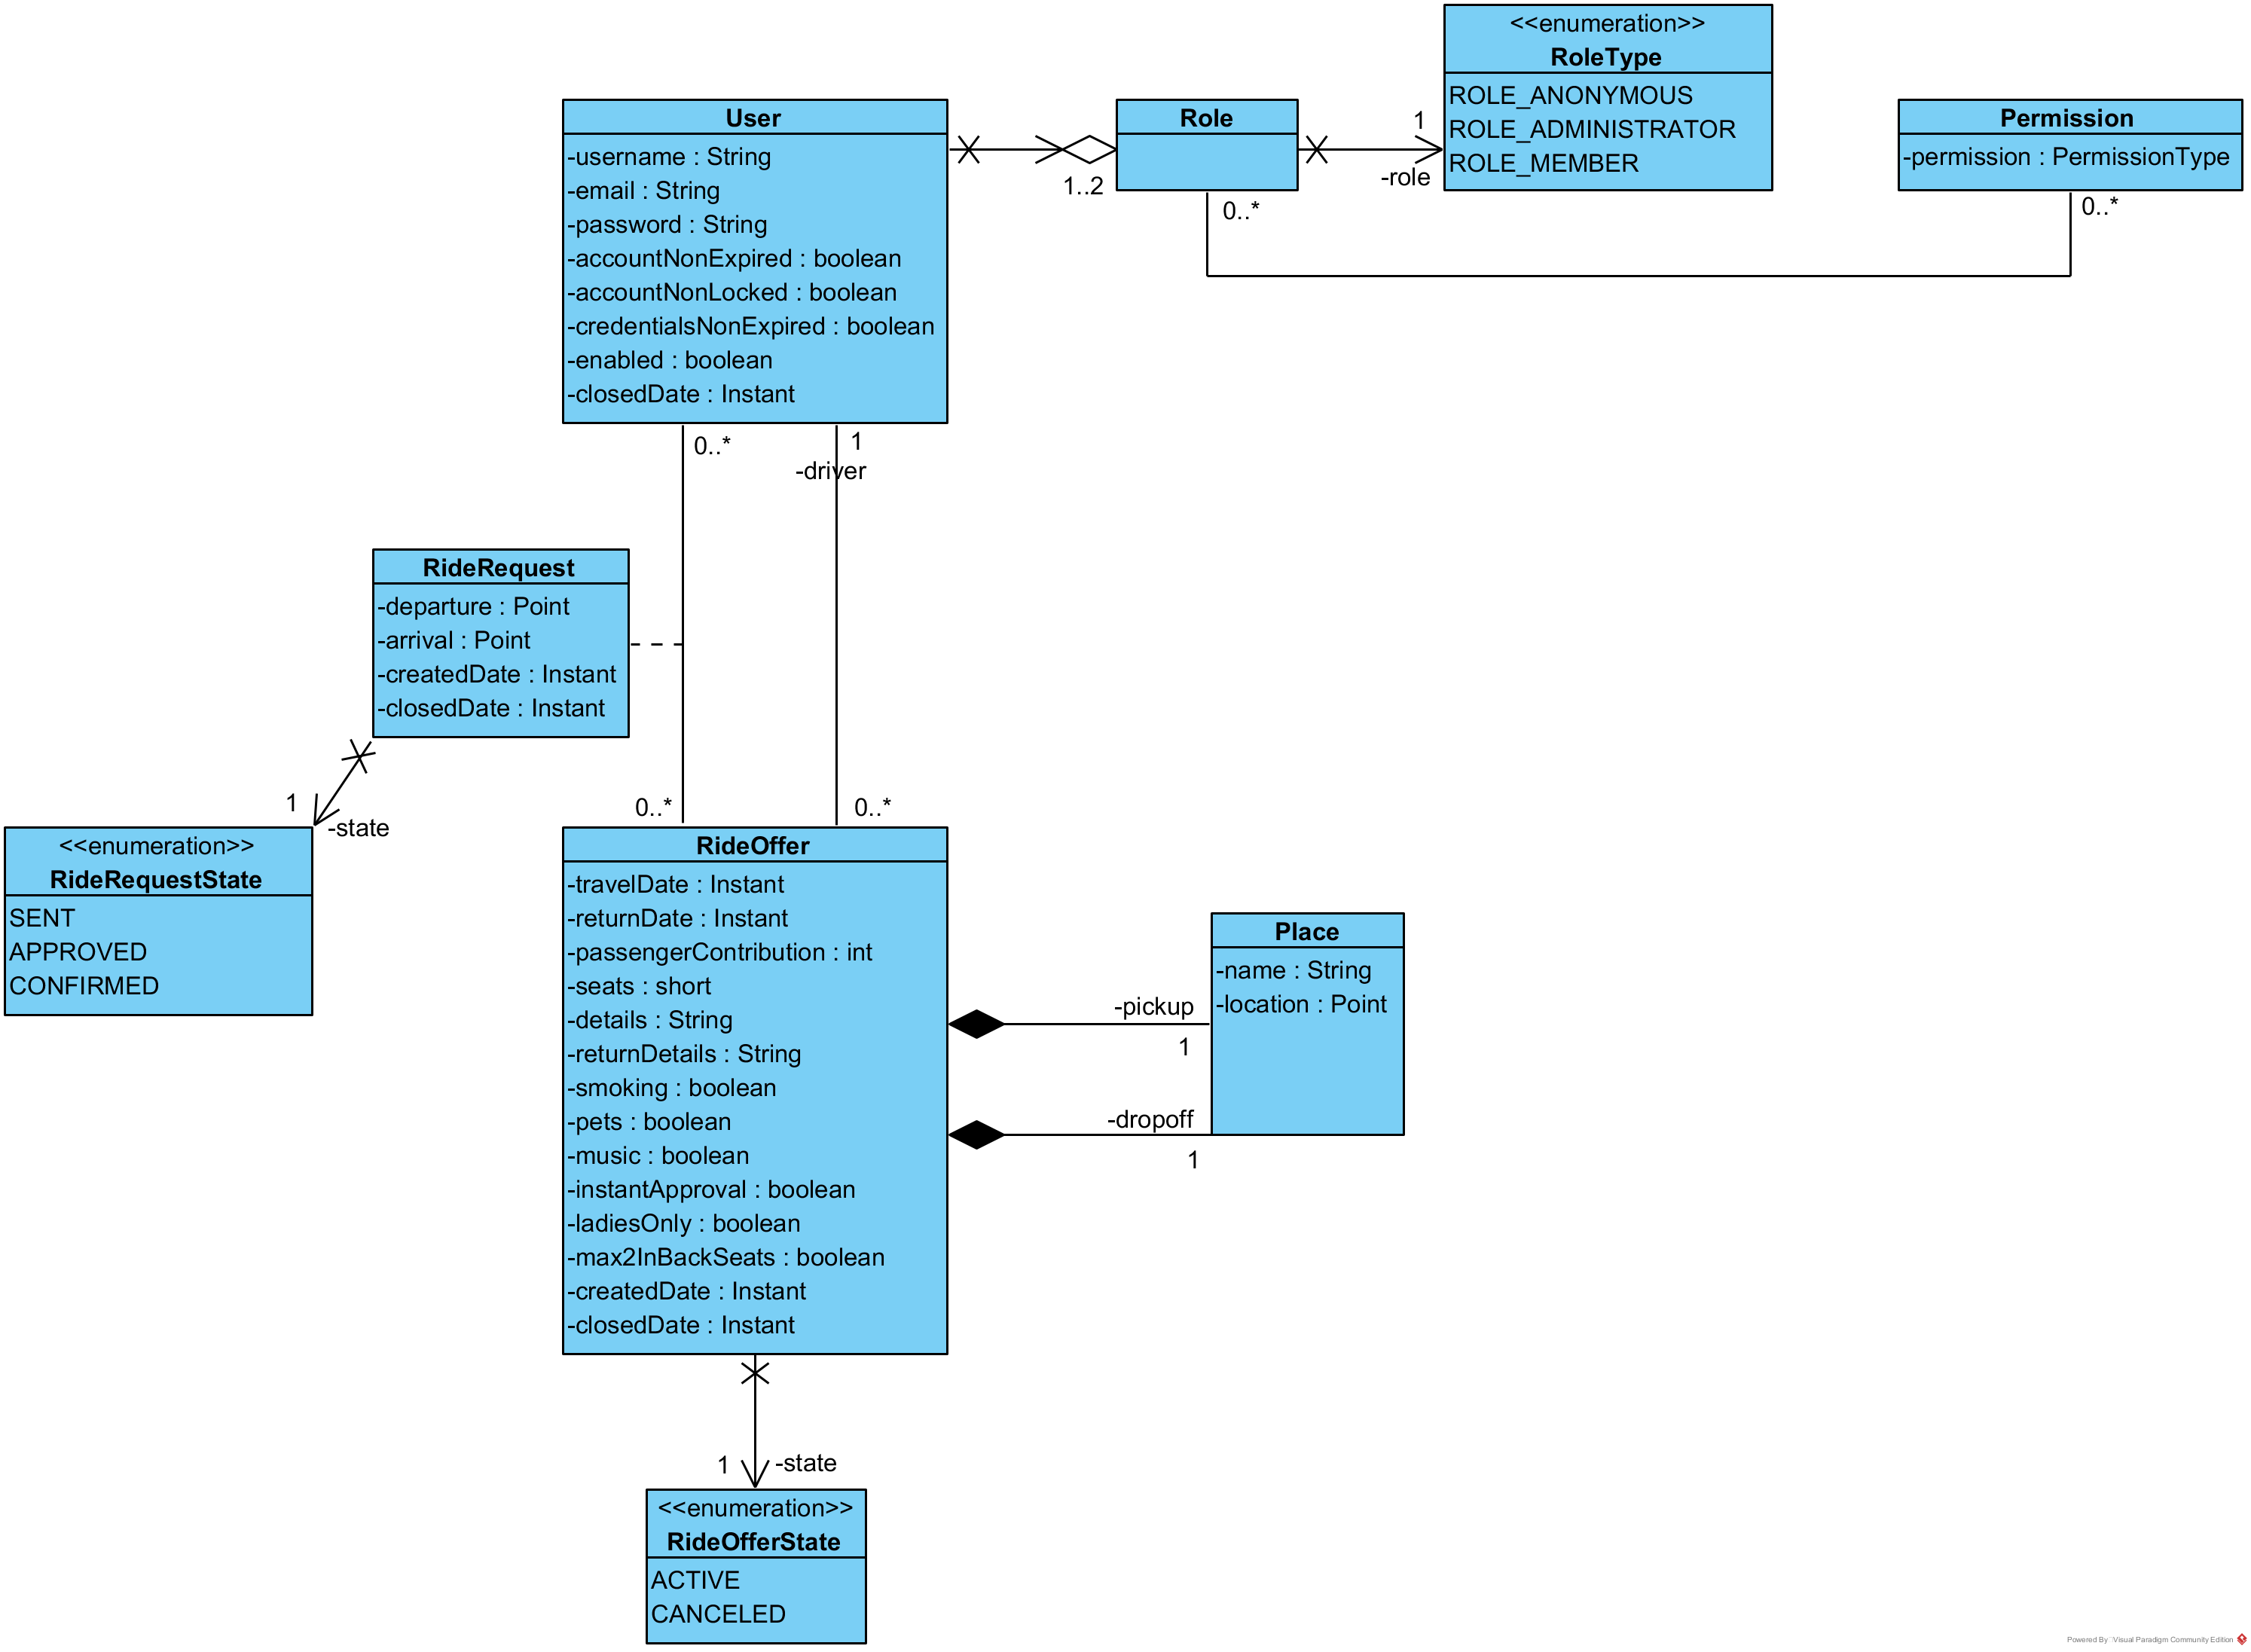 <<enumeration>>
RoleType
ROLE_ANONYMOUS
ROLE_ADMINISTRATOR
ROLE_MEMBER
User
-username : String
-email : String
-password : String
-accountNonExpired : boolean
-accountNonLocked : boolean
-credentialsNonExpired : boolean
-enabled : boolean
-closedDate : Instant
1..2
Role
0..*
1
-role
Permission
-permission : PermissionType
0..*
0..*
1
-driver
RideRequest
-departure : Point
-arrival : Point
-createdDate : Instant
-closedDate : Instant
1
-state
<<enumeration>>
RideRequestState
SENT
APPROVED
CONFIRMED
0..*
0..*
RideOffer
-travelDate : Instant
-returnDate : Instant
-passengerContribution : int
-seats : short
-details : String
-returnDetails : String
-smoking : boolean
-pets : boolean
-music : boolean
-instantApproval : boolean
-ladiesOnly : boolean
-max2InBackSeats : boolean
-createdDate : Instant
-closedDate : Instant
-pickup
1
-dropoff
1
Place
-name : String
-location : Point
1
-state
<<enumeration>>
RideOfferState
ACTIVE
CANCELED
Powered By Visual Paradigm Community Edition